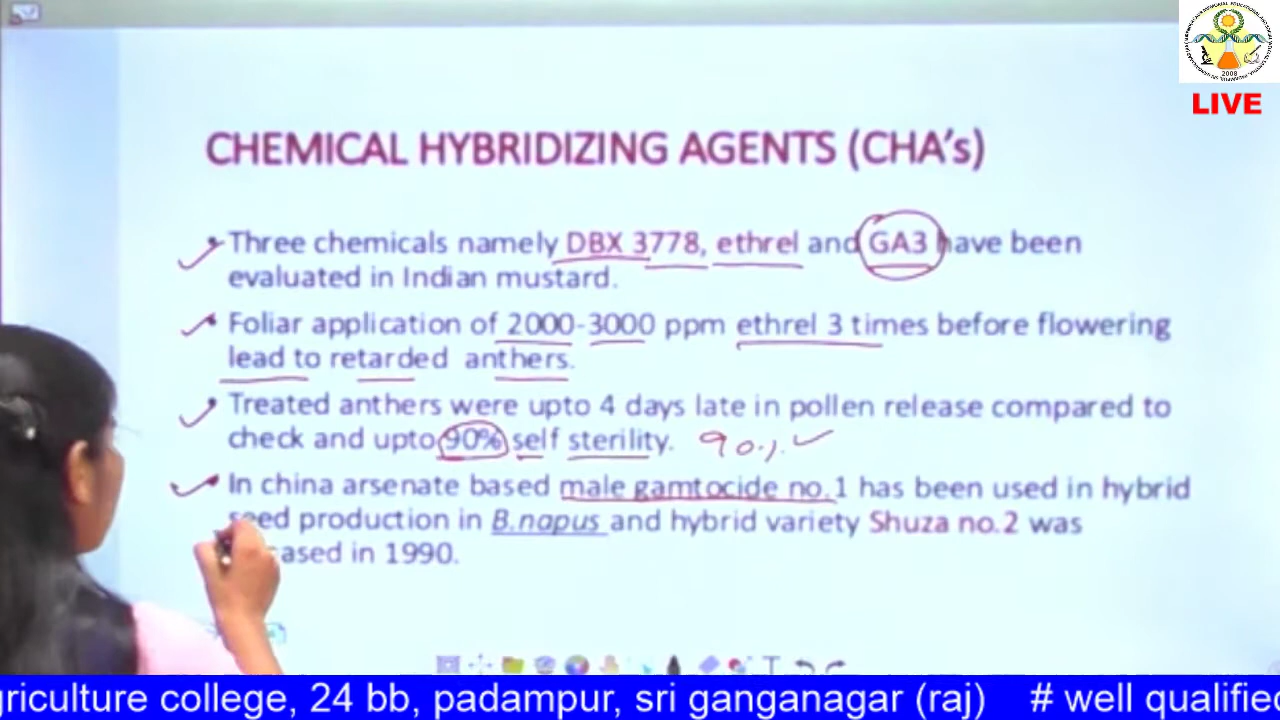 LIVE
CHEMICAL HYBRIDIZING AGENTS (CHA's)
Three chemicals namely DBX 3778, ethrel and GA3 have been
evaluated in Indian mustard.
Foliar application of 2000-3000 ppm ethrel 3 times before flowering
lead to retarded anthers.
Treated anthers were upto 4 days late in pollen release compared to
check and upto 90% self sterility. 90%
In china arsenate based male gamtocide no.1 has been used in hybrid
seed production in B.napus and hybrid variety Shuza no.2 was
ased in 1990.
griculture college, 24 bb, padampur, sri ganganagar (raj) # well qualified